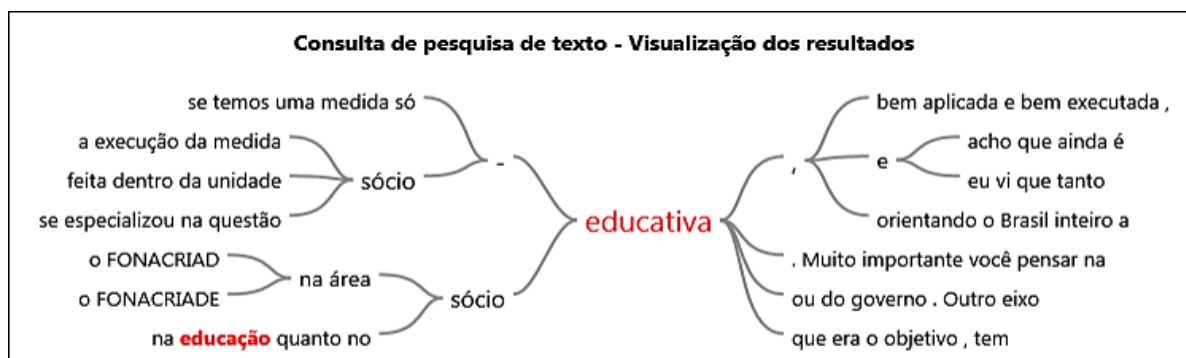 Consulta de pesquisa de texto - Visualização dos resultados
se temos uma medida só
a execução da medida
feita dentro da unidade
se especializou na questão
sócio
-
o FONACRIAD
o FONACRIADE
na área
na educação quanto no
sócio
educativa
,
bem aplicada e bem executada ,
e
acho que ainda é
eu vi que tanto
orientando o Brasil inteiro a
. Muito importante você pensar na
ou do governo . Outro eixo
que era o objetivo , tem